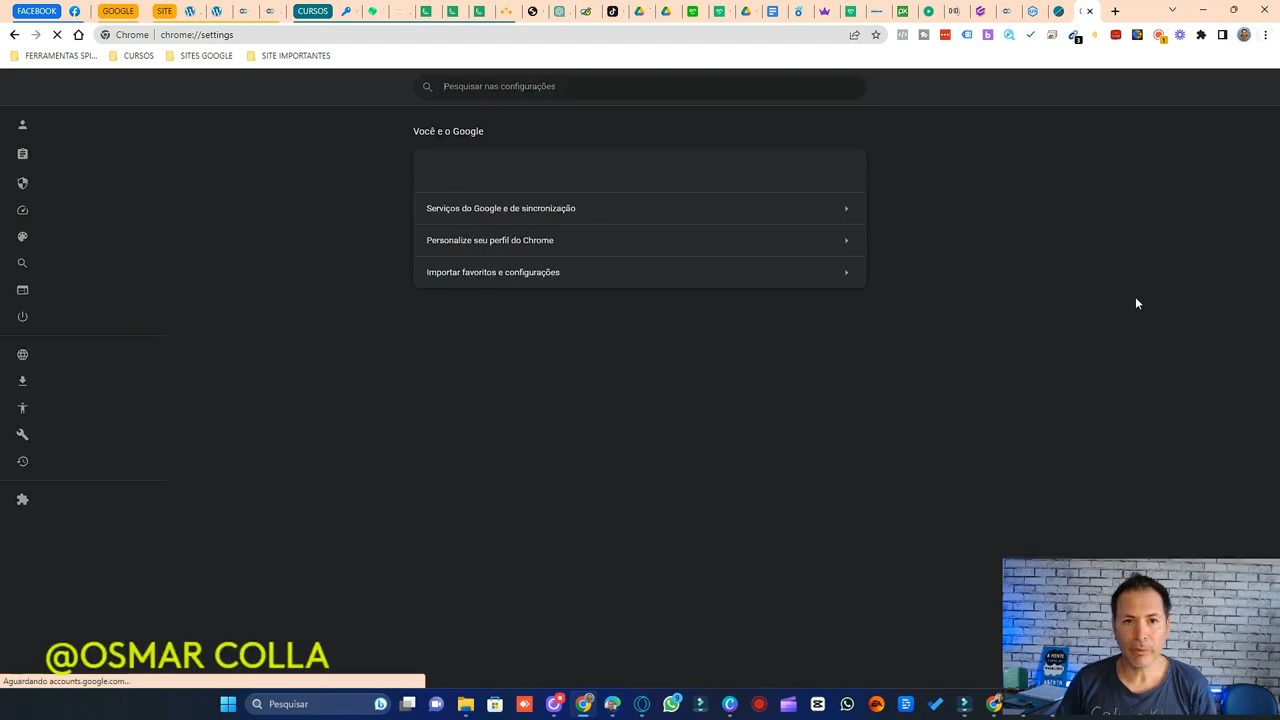 FACEBOOK
GOOGLE
SITE
CURSOS
Chrome | chrome://settings
FERRAMENTAS SPI...
CURSOS
SITES GOOGLE
SITE IMPORTANTES
Pesquisar nas configurações
Você e o Google
Serviços do Google e de sincronização
Personalize seu perfil do Chrome
Importar favoritos e configurações
@OSMAR COLLA
Aguardando accounts.google.com...
Pesquisar